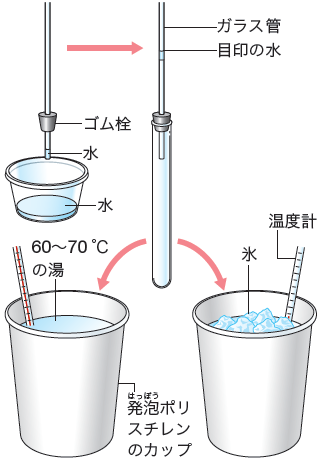 ガラス管
目印の水
ゴム栓
水
水
温度計
60〜70 ℃
の湯
氷
はっぽう
発泡ポリ
スチレン
のカップ